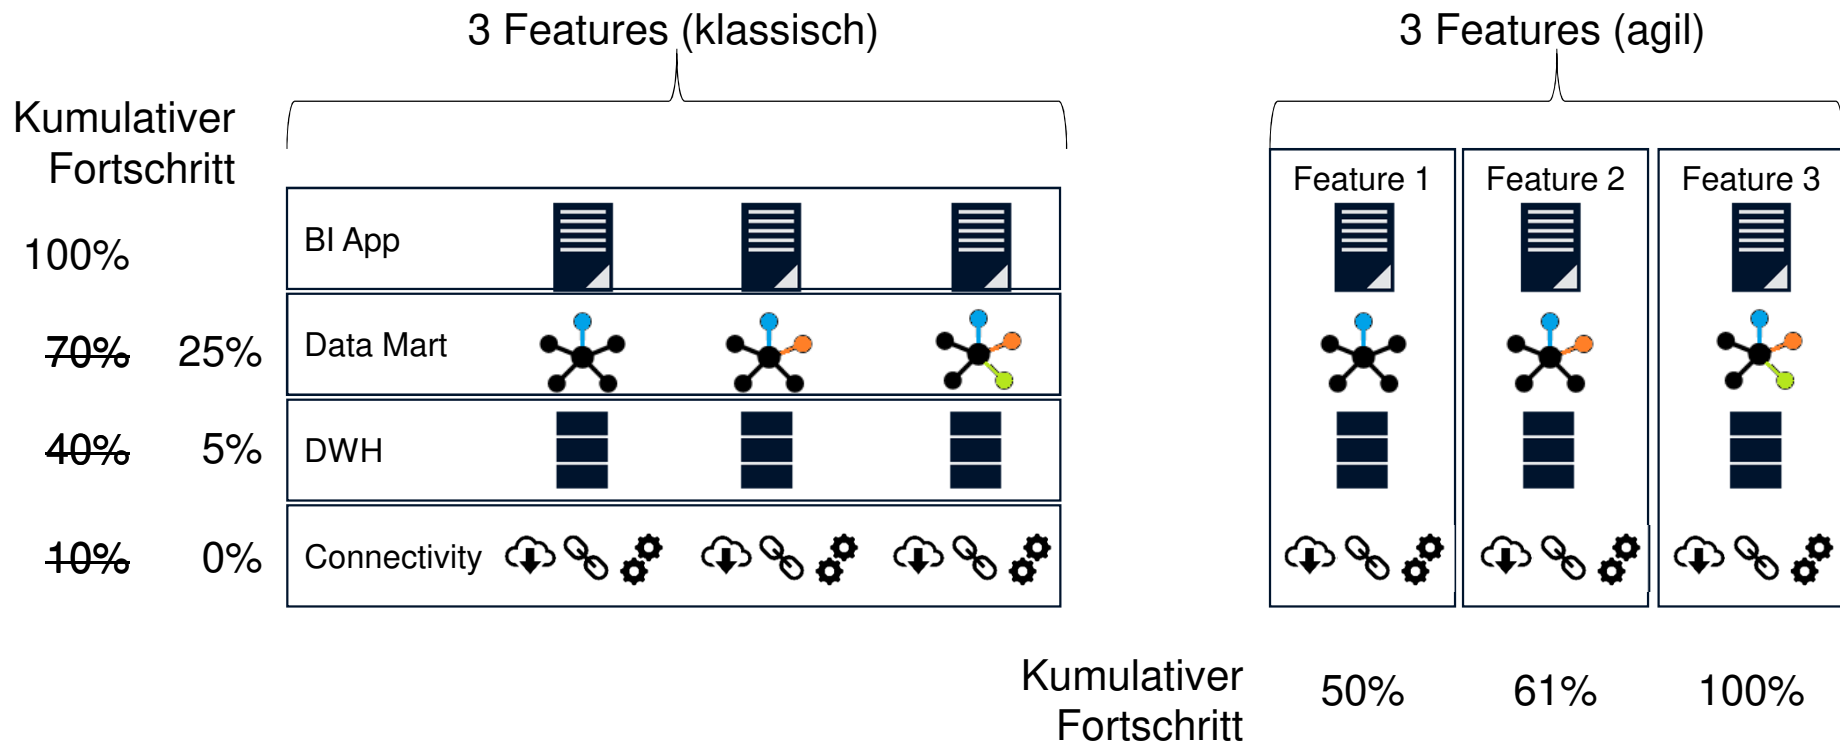 3 Features (klassisch)
3 Features (agil)
Kumulativer
Fortschritt
Feature 1
Feature 2
Feature 3
100%
BI App
70%
25%
Data Mart
40%
5%
DWH
10%
0%
Connectivity
Kumulativer
Fortschritt
50%
61%
100%